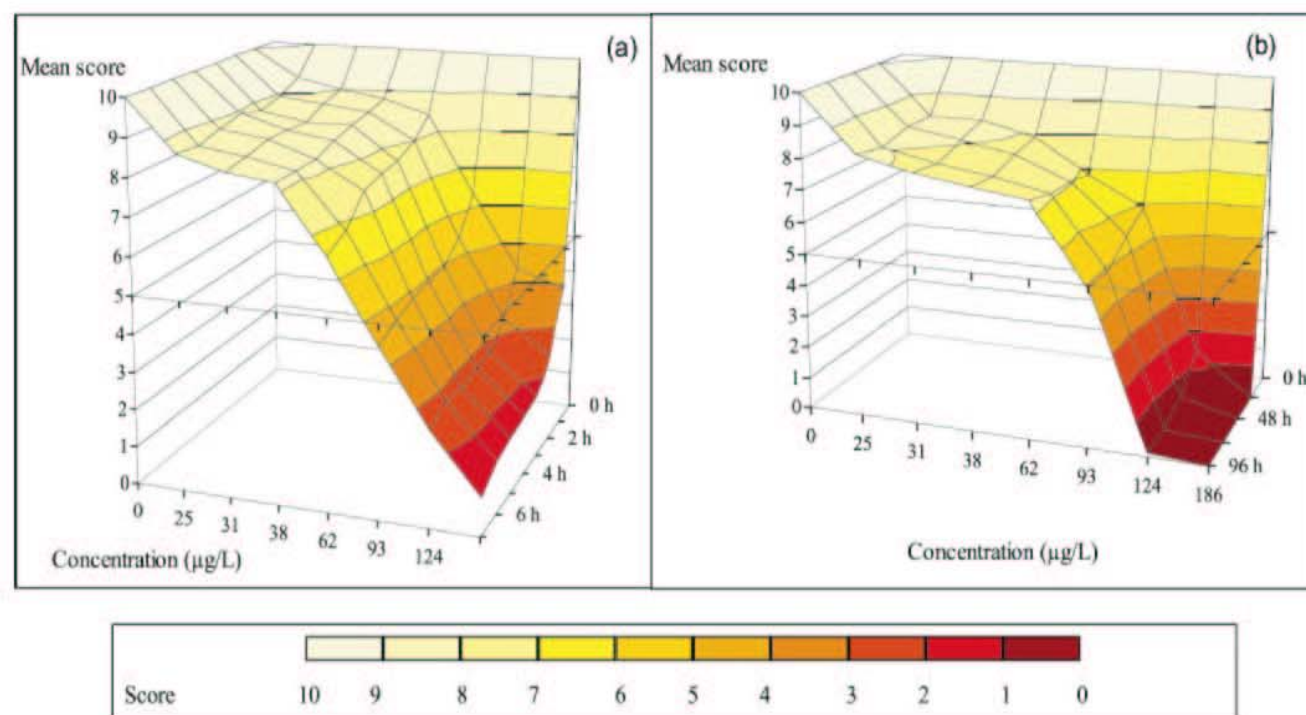 (a)
Mean score
10
9
8
7
6
5
4
3
2
1
0
0 25 31 38 62 93 124
0 h
2 h
4 h
6 h
Concentration (µg/L)
(b)
Mean score
10
9
8
7
6
5
4
3
2
1
0
0 25 31 38 62 93 124 186
0 h
48 h
96 h
Concentration (µg/L)
Score 10 9 8 7 6 5 4 3 2 1 0